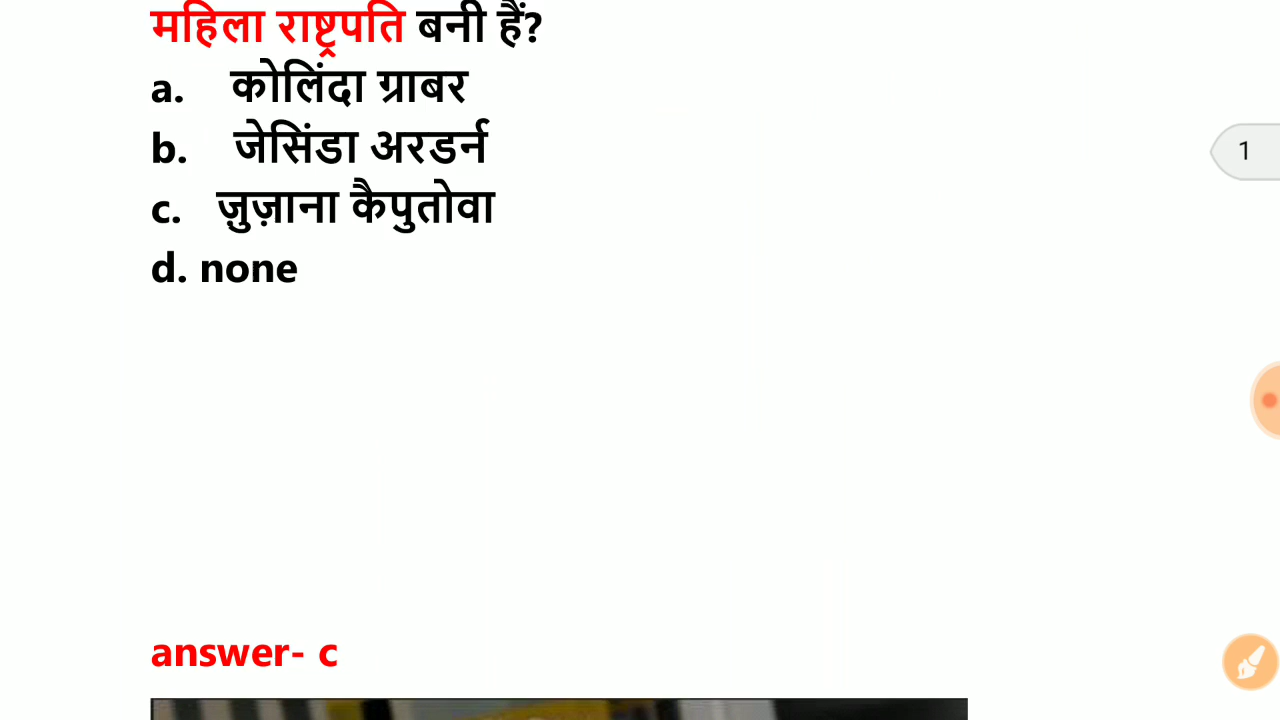 महिला राष्ट्रपति बनी हैं?
a. कोलिंदा ग्राबर
b. जेसिंडा अरडर्न
c. ज़ुज़ाना कैपुतोवा
d. none
1
answer- c